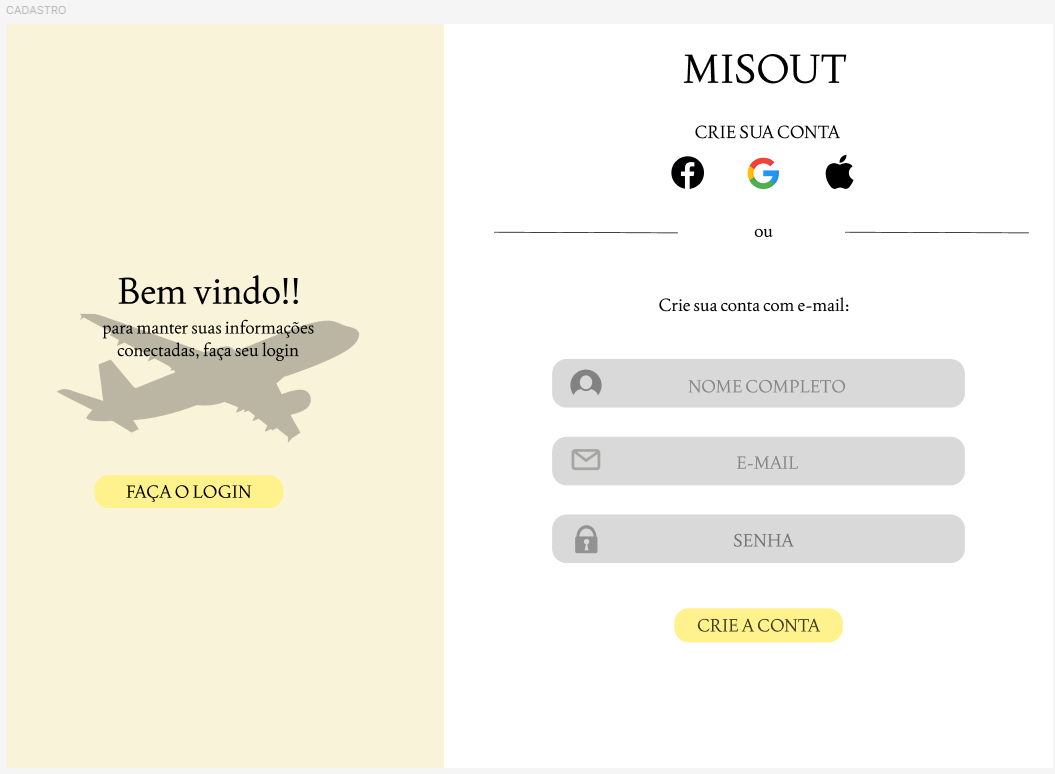 CADASTRO
Bem vindo!!
para manter suas informações
conectadas, faça seu login
FAÇA O LOGIN
MISOUT
CRIE SUA CONTA
ou
Crie sua conta com e-mail:
NOME COMPLETO
E-MAIL
SENHA
CRIE A CONTA